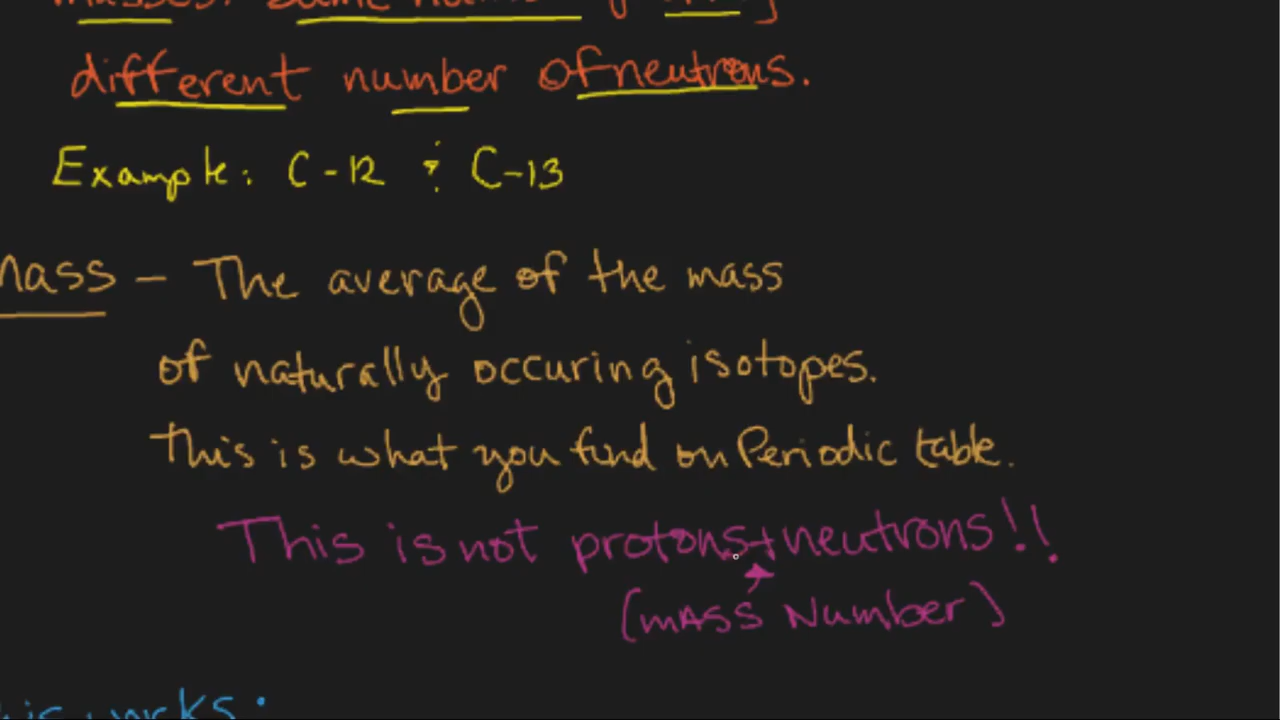 different number of neutrons.
Example: C-12 & C-13
Mass – The average of the mass
of naturally occuring isotopes.
This is what you find on Periodic table.
This is not protons+neutrons!!
(mASS Number)